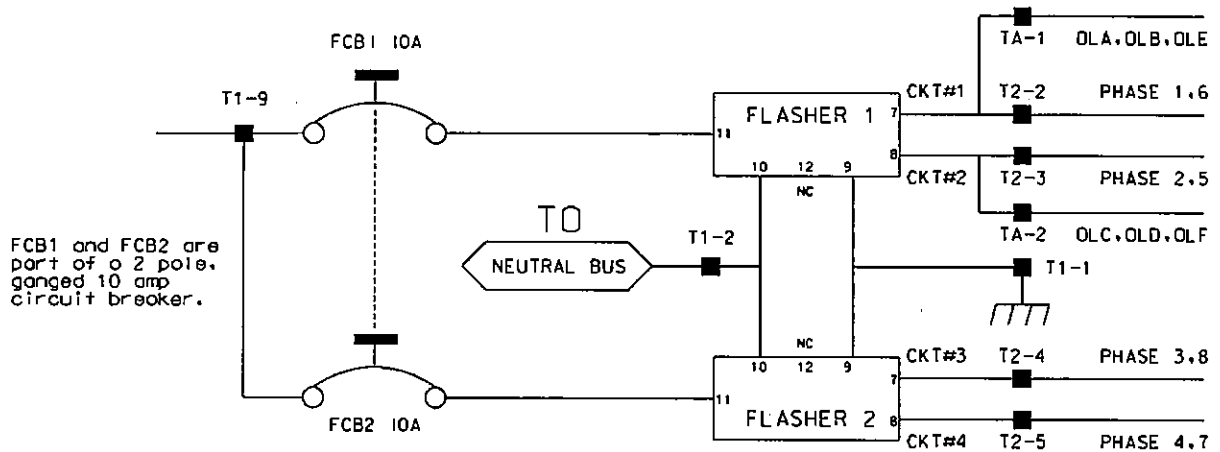 TA-1 OLA,OLB,OLE
FCB1 10A
T1-9
CKT#1 T2-2 PHASE 1,6
FLASHER 1
7
11
8
10 12 9
NC
CKT#2 T2-3 PHASE 2,5
TO
NEUTRAL BUS
T1-2
TA-2 OLC,OLD,OLF
T1-1
FCB1 and FCB2 are
part of a 2 pole,
ganged 10 amp
circuit breaker.
NC
10 12 9
CKT#3 T2-4 PHASE 3,8
7
11
FLASHER 2
8
FCB2 10A
CKT#4 T2-5 PHASE 4,7